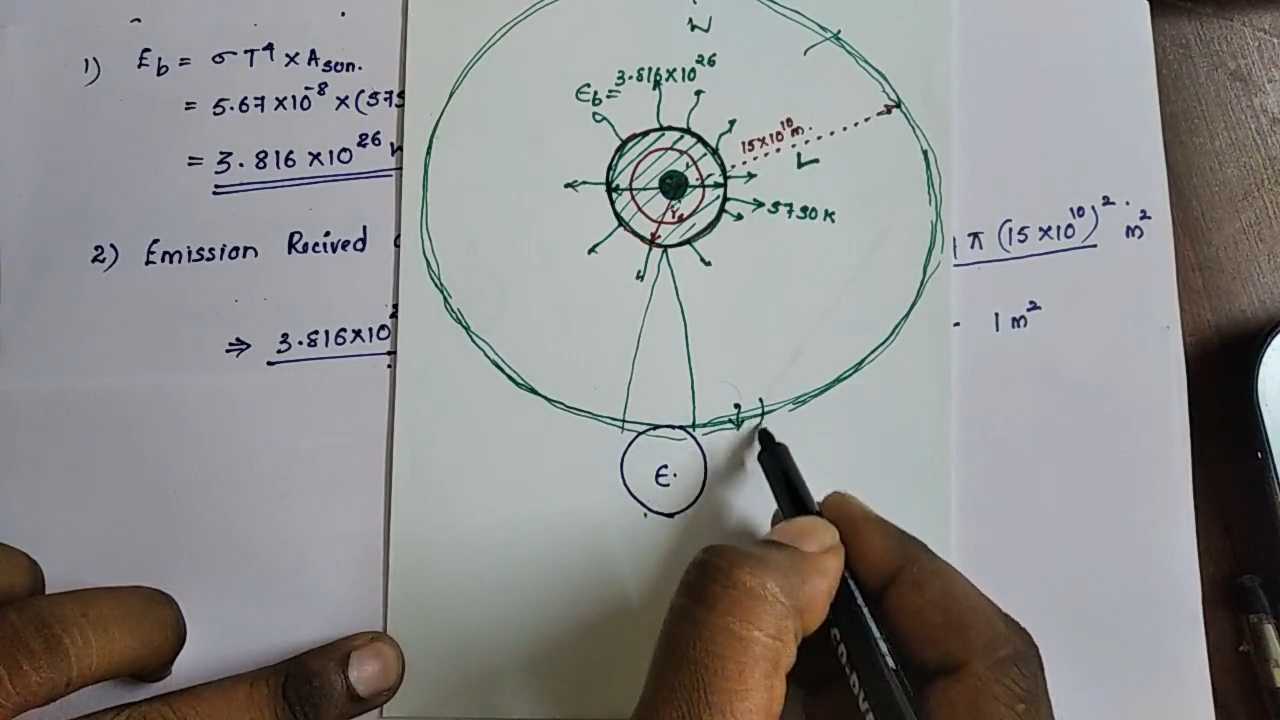 1) Eb = σT⁴ × Asun.
= 5.67 × 10⁻⁸ × (575
= 3.816 × 10²⁶
2) Emission Recived
⇒ 3.816×10
W
Eb = 3.816×10²⁶
15×10¹⁰ m.
L
5790 K
E.
π (15×10¹⁰)² m²
- 1 m²